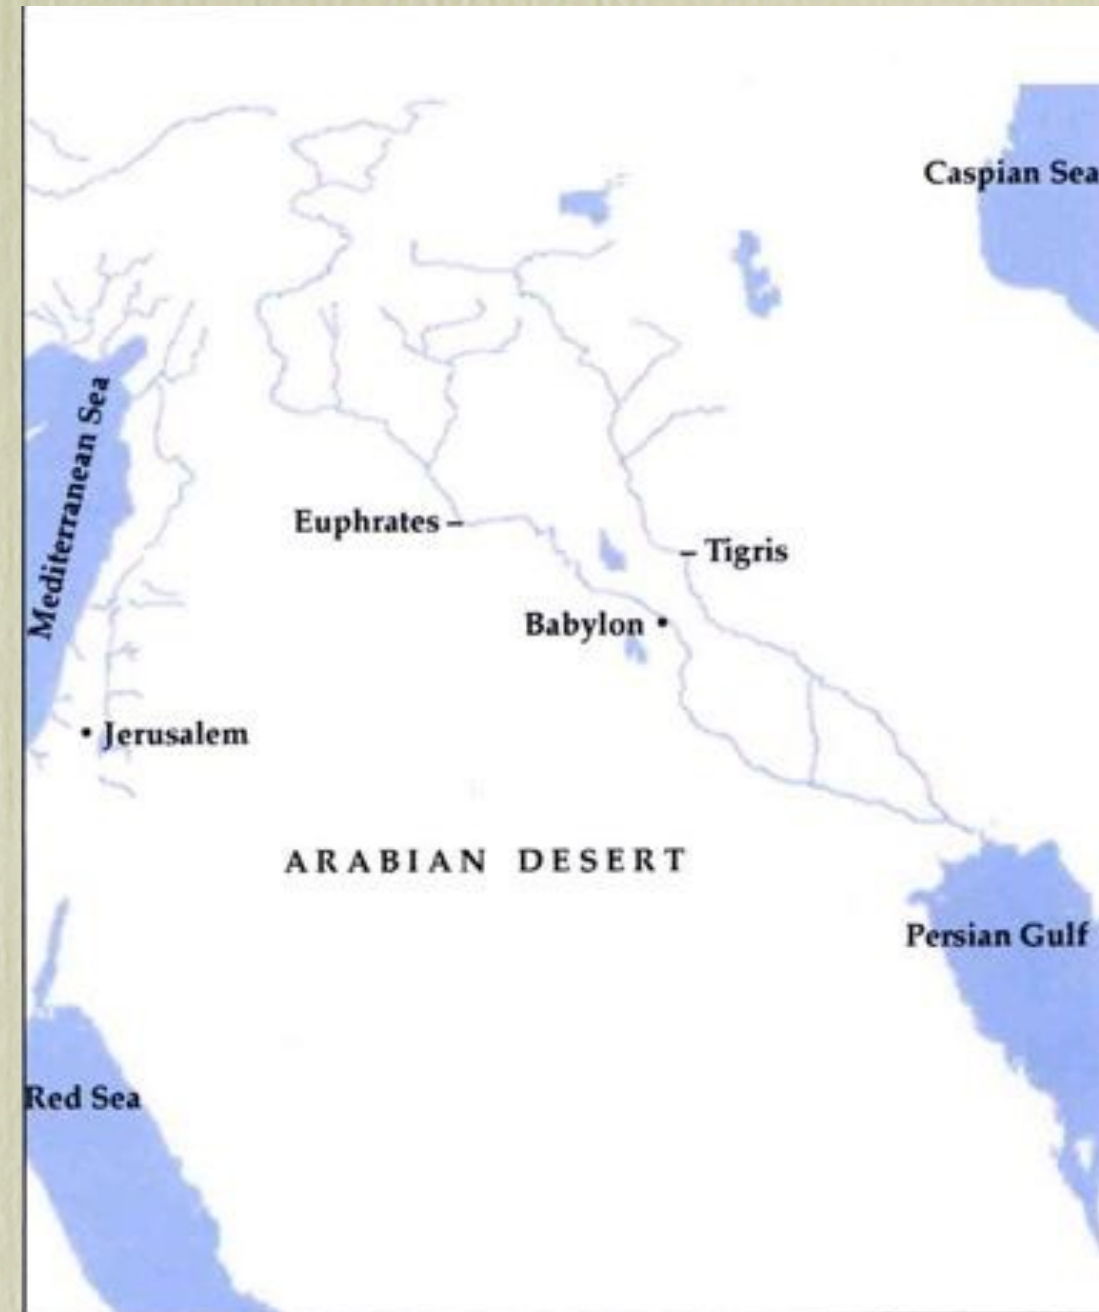 Caspian Sea
Mediterranean Sea
Euphrates
Tigris
Babylon
Jerusalem
ARABIAN DESERT
Persian Gulf
Red Sea